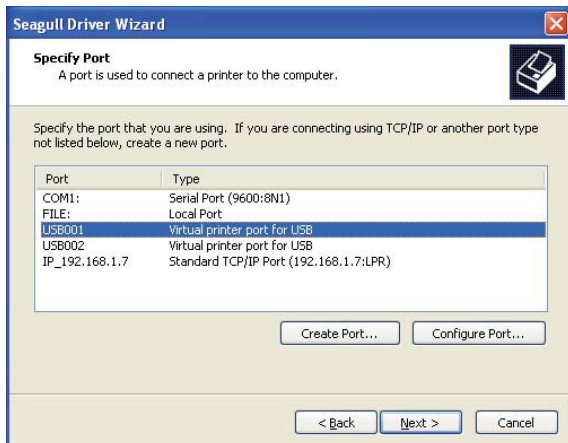 Seagull Driver Wizard
Specify Port
A port is used to connect a printer to the computer.
Specify the port that you are using. If you are connecting using TCP/IP or another port type
not listed below, create a new port.
Port Type
COM1: Serial Port (9600:8N1)
FILE: Local Port
USB001 Virtual printer port for USB
USB002 Virtual printer port for USB
IP_192.168.1.7 Standard TCP/IP Port (192.168.1.7:LPR)
Create Port... Configure Port...
< Back Next > Cancel